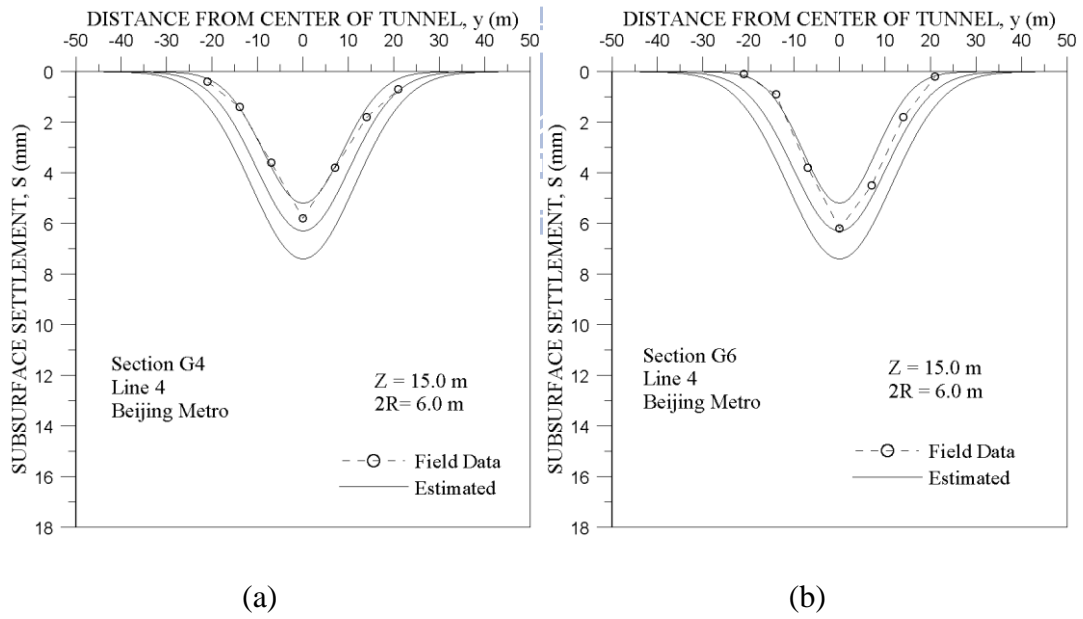 DISTANCE FROM CENTER OF TUNNEL, y (m)
-50 -40 -30 -20 -10 0 10 20 30 40 50
SUBSURFACE SETTLEMENT, S (mm)
0
2
4
6
8
10
12
14
16
18
Section G4
Line 4
Beijing Metro
Z = 15.0 m
2R= 6.0 m
Field Data
Estimated
(a)
DISTANCE FROM CENTER OF TUNNEL, y (m)
-50 -40 -30 -20 -10 0 10 20 30 40 50
SUBSURFACE SETTLEMENT, S (mm)
0
2
4
6
8
10
12
14
16
18
Section G6
Line 4
Beijing Metro
Z = 15.0 m
2R = 6.0 m
Field Data
Estimated
(b)